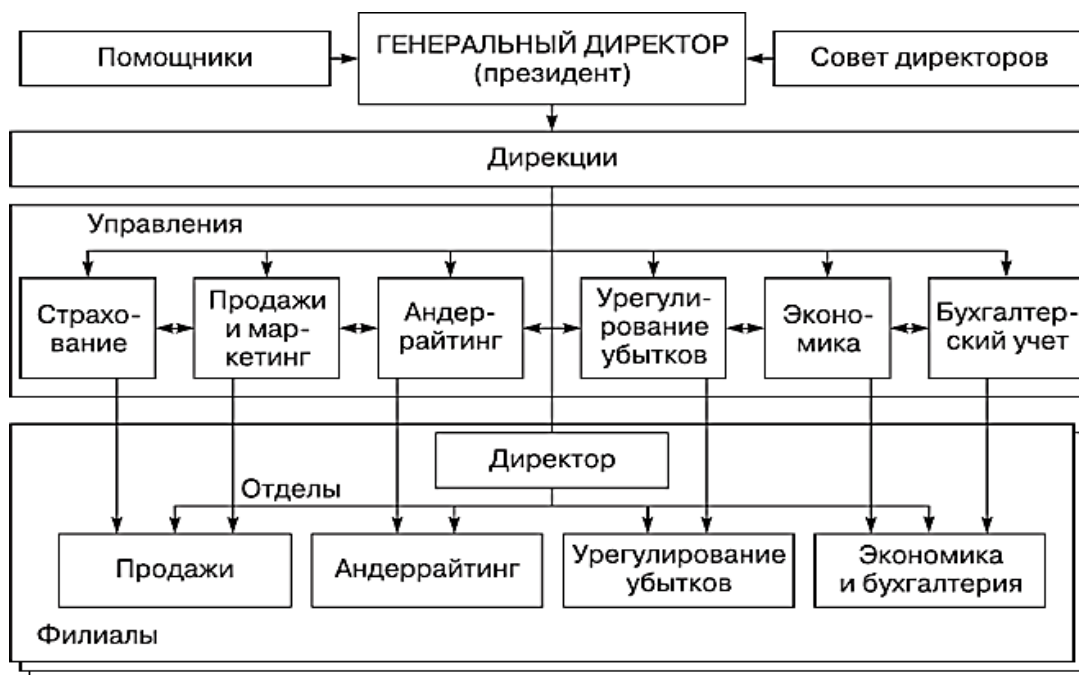 Помощники
ГЕНЕРАЛЬНЫЙ ДИРЕКТОР
(президент)
Совет директоров
Дирекции
Управления
Страхо-
вание
Продажи
и мар-
кетинг
Андер-
райтинг
Урегули-
рование
убытков
Эконо-
мика
Бухгалтер-
ский учет
Директор
Отделы
Продажи
Андеррайтинг
Урегулирование
убытков
Экономика
и бухгалтерия
Филиалы